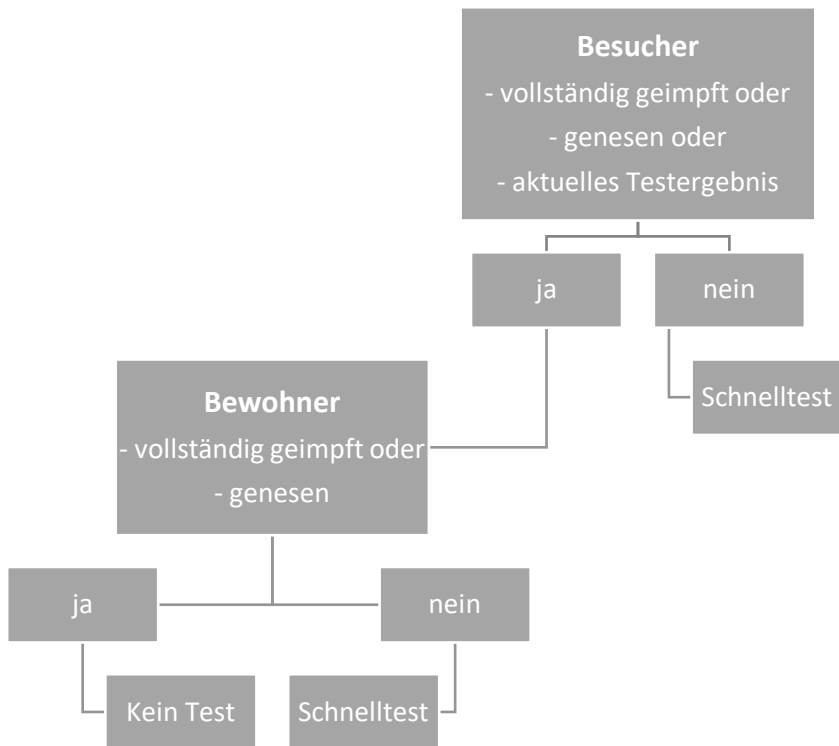 Besucher
- vollständig geimpft oder
- genesen oder
- aktuelles Testergebnis
ja
nein
Schnelltest
Bewohner
- vollständig geimpft oder
- genesen
ja
nein
Kein Test
Schnelltest